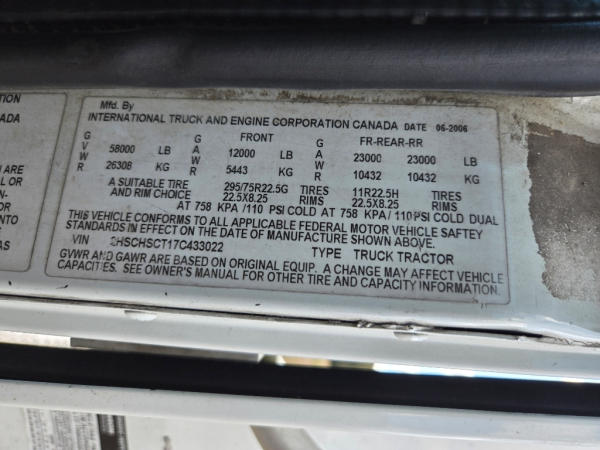 Mfd. By
INTERNATIONAL TRUCK AND ENGINE CORPORATION CANADA DATE 06-2006
GVWR 58000 LB 26308 KG
GAWR FRONT 12000 LB 5443 KG
GAWR FR-REAR-RR 23000 23000 LB 10432 10432 KG
A SUITABLE TIRE 295/75R22.5G TIRES 11R22.5H TIRES
AND RIM CHOICE 22.5X8.25 RIMS 22.5X8.25 RIMS
AT 758 KPA /110 PSI COLD AT 758 KPA / 110 PSI COLD DUAL
THIS VEHICLE CONFORMS TO ALL APPLICABLE FEDERAL MOTOR VEHICLE SAFTEY
STANDARDS IN EFFECT ON THE DATE OF MANUFACTURE SHOWN ABOVE.
VIN 2HSCHSCT17C433022 TYPE TRUCK TRACTOR
GVWR AND GAWR ARE BASED ON ORIGINAL EQUIP. A CHANGE MAY AFFECT VEHICLE
CAPACITIES. SEE OWNER'S MANUAL FOR OTHER TIRE AND CAPACITY INFORMATION.